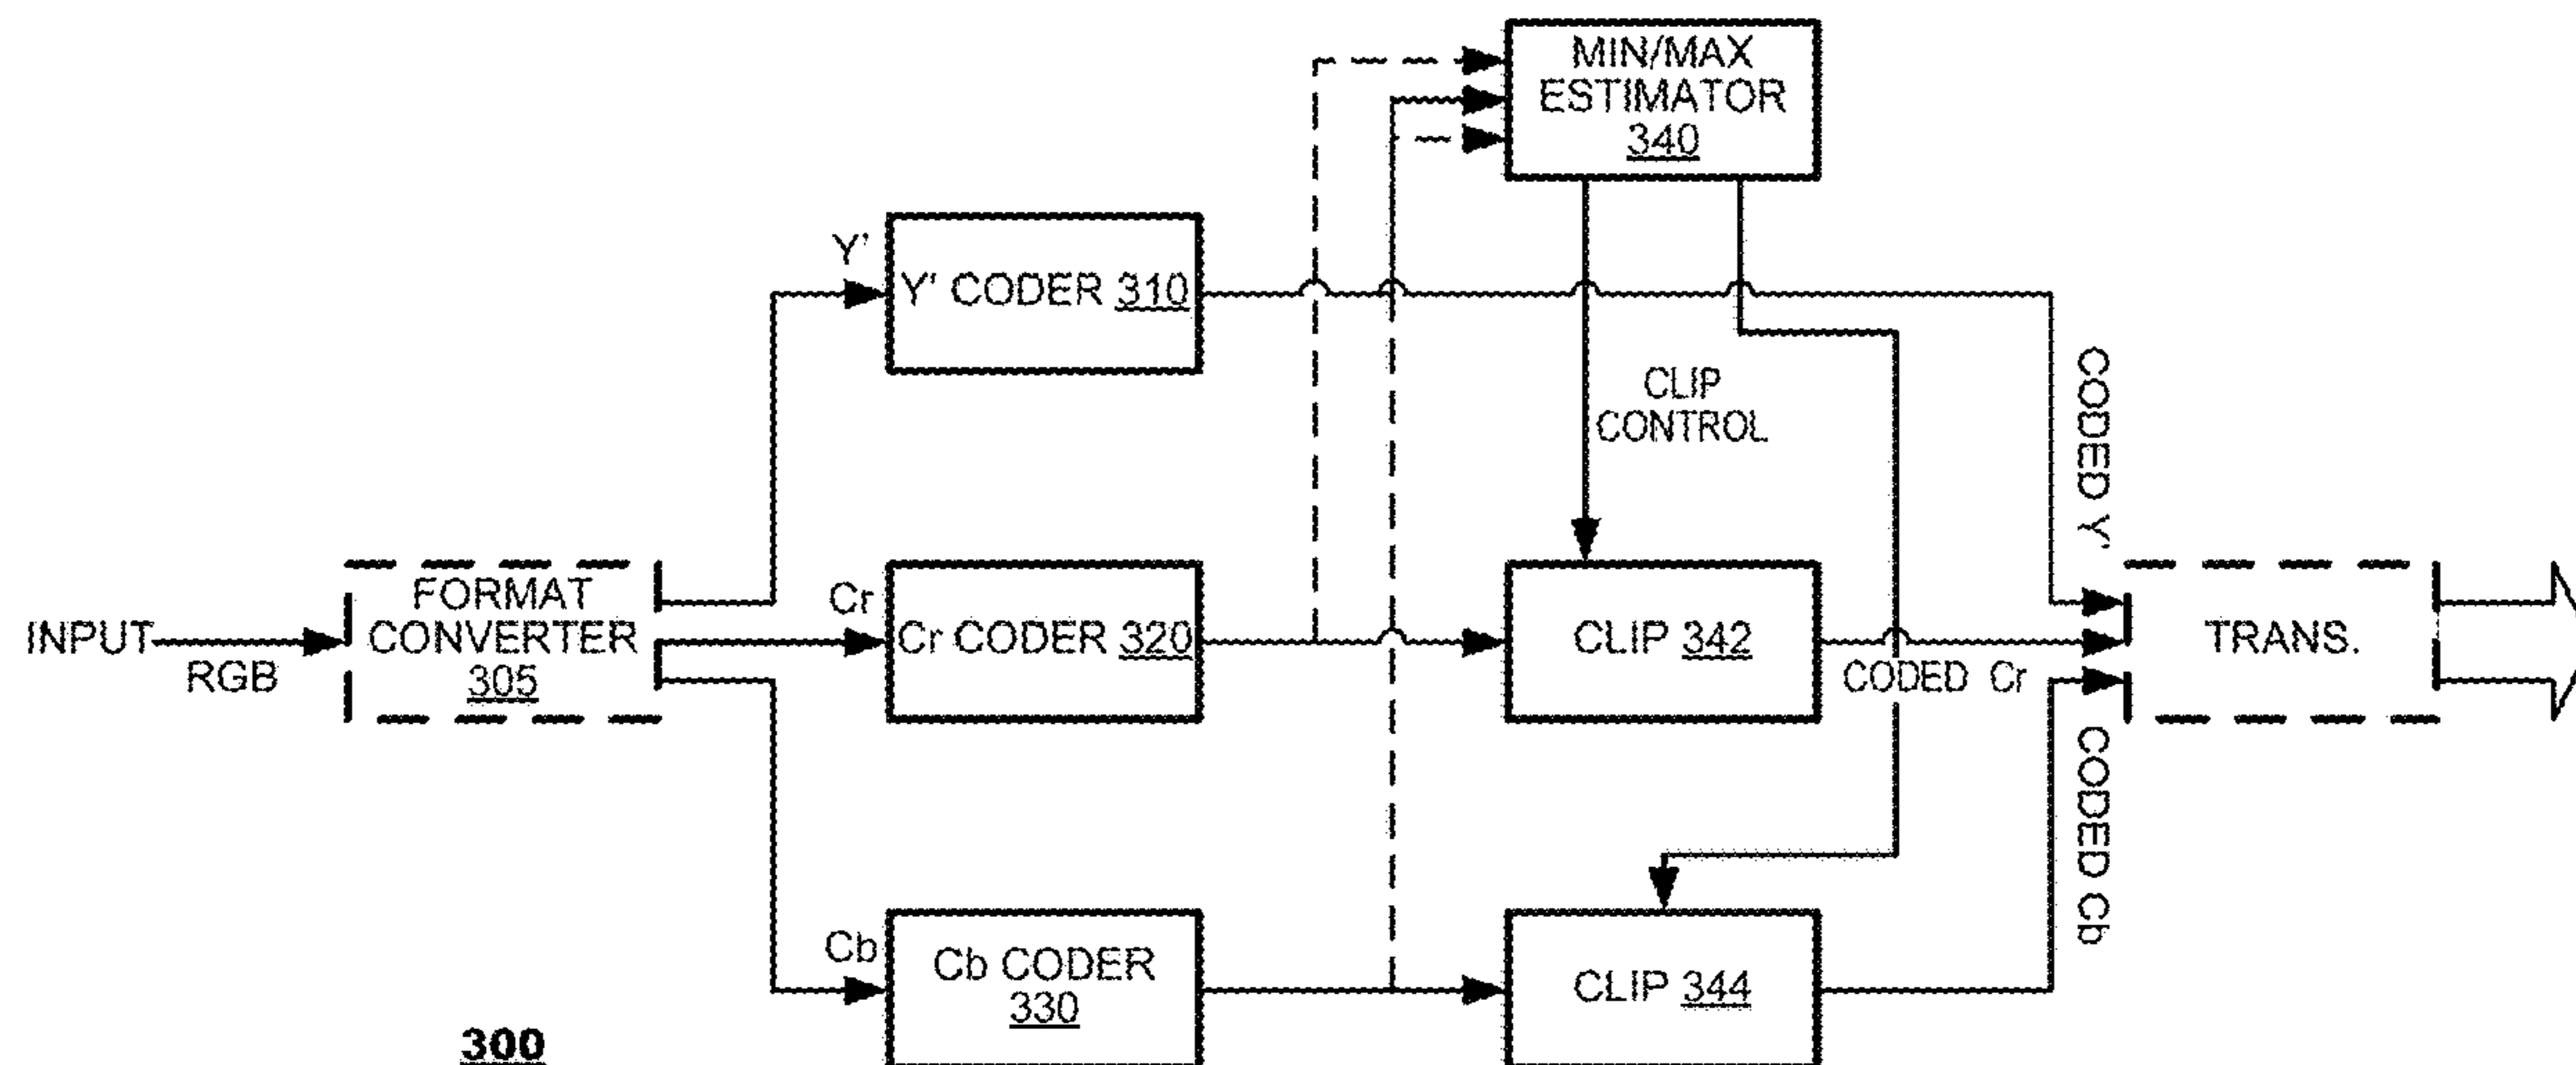 MIN/MAX
ESTIMATOR
340
Y'
Y' CODER 310
CLIP
CONTROL
CODED Y'
INPUT
RGB
FORMAT
CONVERTER
305
Cr
Cr CODER 320
CLIP 342
CODED Cr
TRANS.
Cb
Cb CODER
330
CLIP 344
CODED Cb
300